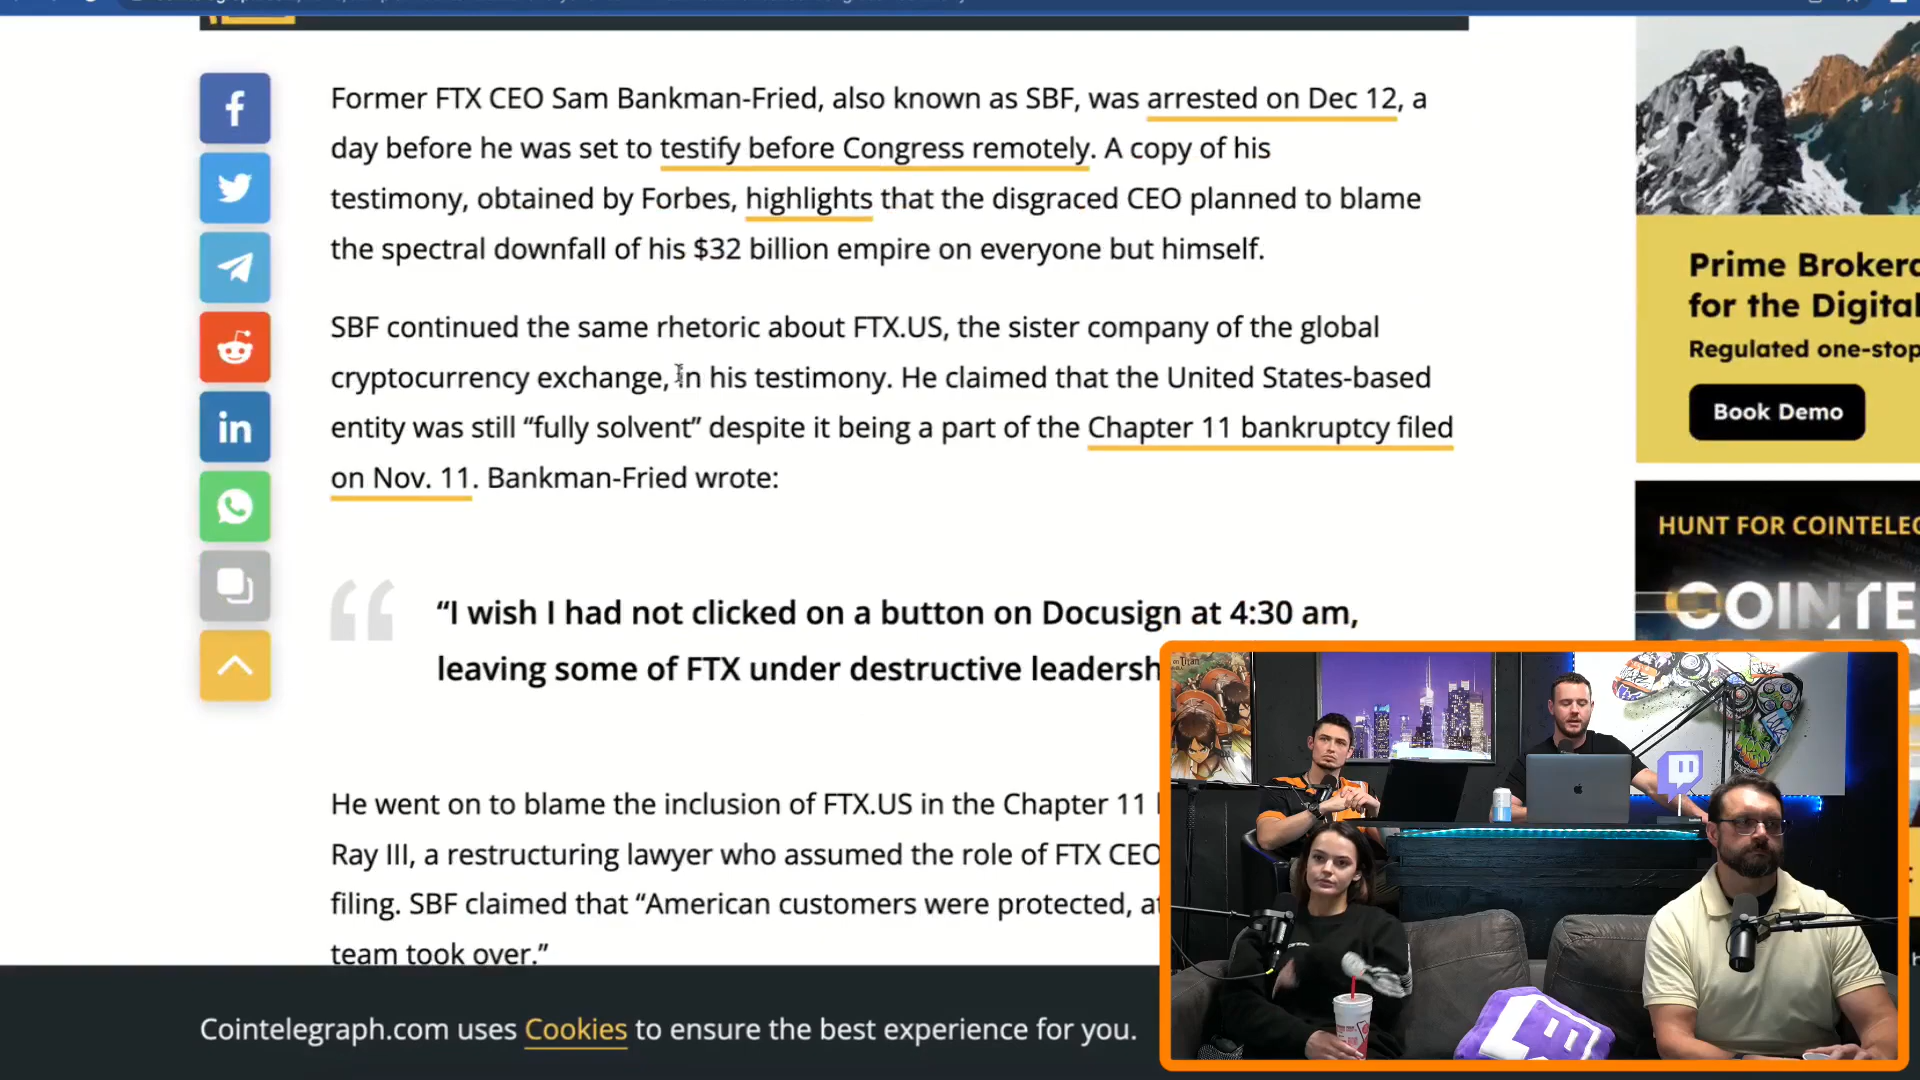 Former FTX CEO Sam Bankman-Fried, also known as SBF, was arrested on Dec 12, a
day before he was set to testify before Congress remotely. A copy of his
testimony, obtained by Forbes, highlights that the disgraced CEO planned to blame
the spectral downfall of his $32 billion empire on everyone but himself.
SBF continued the same rhetoric about FTX.US, the sister company of the global
cryptocurrency exchange, in his testimony. He claimed that the United States-based
entity was still “fully solvent” despite it being a part of the Chapter 11 bankruptcy filed
on Nov. 11. Bankman-Fried wrote:
“I wish I had not clicked on a button on Docusign at 4:30 am,
leaving some of FTX under destructive
He went on to blame the inclusion of FTX.US in the Chapter 11
Ray III, a restructuring lawyer who assumed the role of FTX CEO
filing. SBF claimed that “American customers were protected,
team took over.”
Cointelegraph.com uses Cookies to ensure the best experience for you.
Prime
for the Digital
Regulated
Book Demo
HUNT FOR